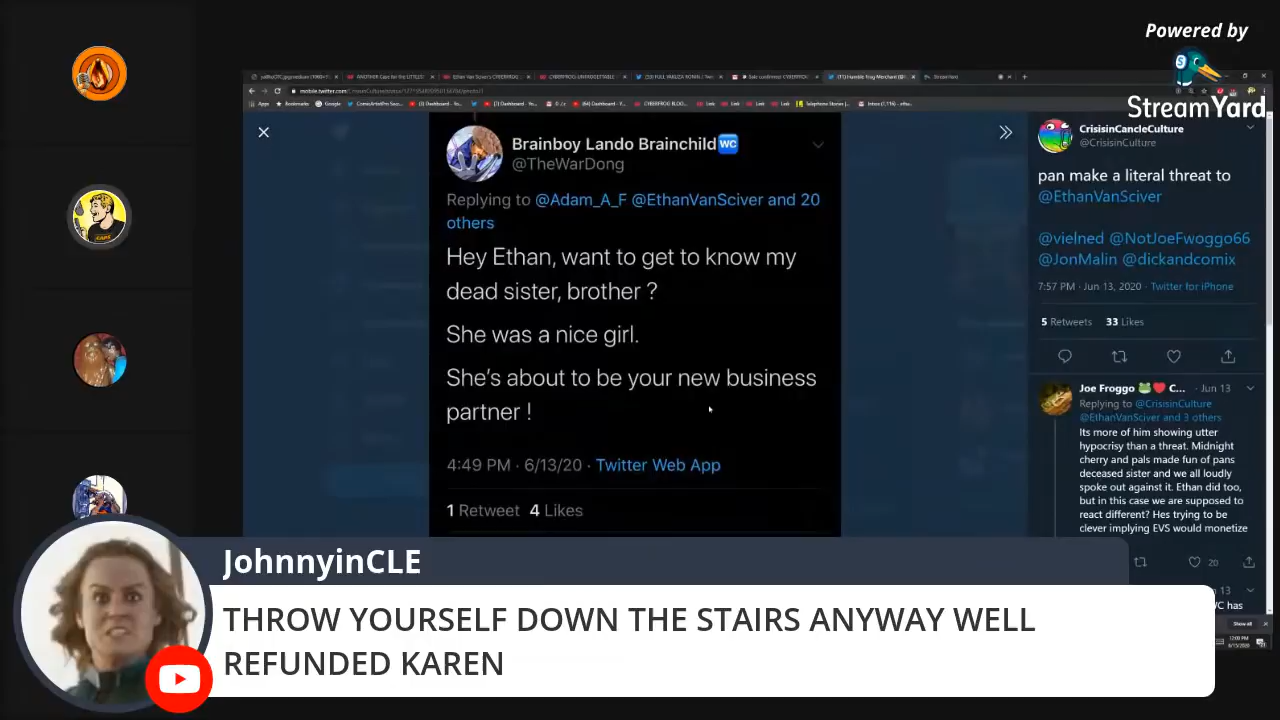 Powered by
StreamYard
mobile.twitter.com
Brainboy Lando Brainchild WC
@TheWarDong
Replying to @Adam_A_F @EthanVanSciver and 20
others
Hey Ethan, want to get to know my
dead sister, brother ?
She was a nice girl.
She’s about to be your new business
partner !
4:49 PM · 6/13/20 · Twitter Web App
1 Retweet 4 Likes
CrisisinCancleCulture
@CrisisinCulture
pan make a literal threat to
@EthanVanSciver
@vielned @NotJoeFwoggo66
@JonMalin @dickandcomix
7:57 PM · Jun 13, 2020 · Twitter for iPhone
5 Retweets 33 Likes
Joe Froggo C... · Jun 13
Replying to @CrisisinCulture
@EthanVanSciver and 3 others
Its more of him showing utter
hypocrisy than a threat. Midnight
cherry and pals made fun of pans
deceased sister and we all loudly
spoke out against it. Ethan did too,
but in this case we are supposed to
react different? Hes trying to be
clever implying EVS would monetize
20
Show all
JohnnyinCLE
THROW YOURSELF DOWN THE STAIRS ANYWAY WELL
REFUNDED KAREN